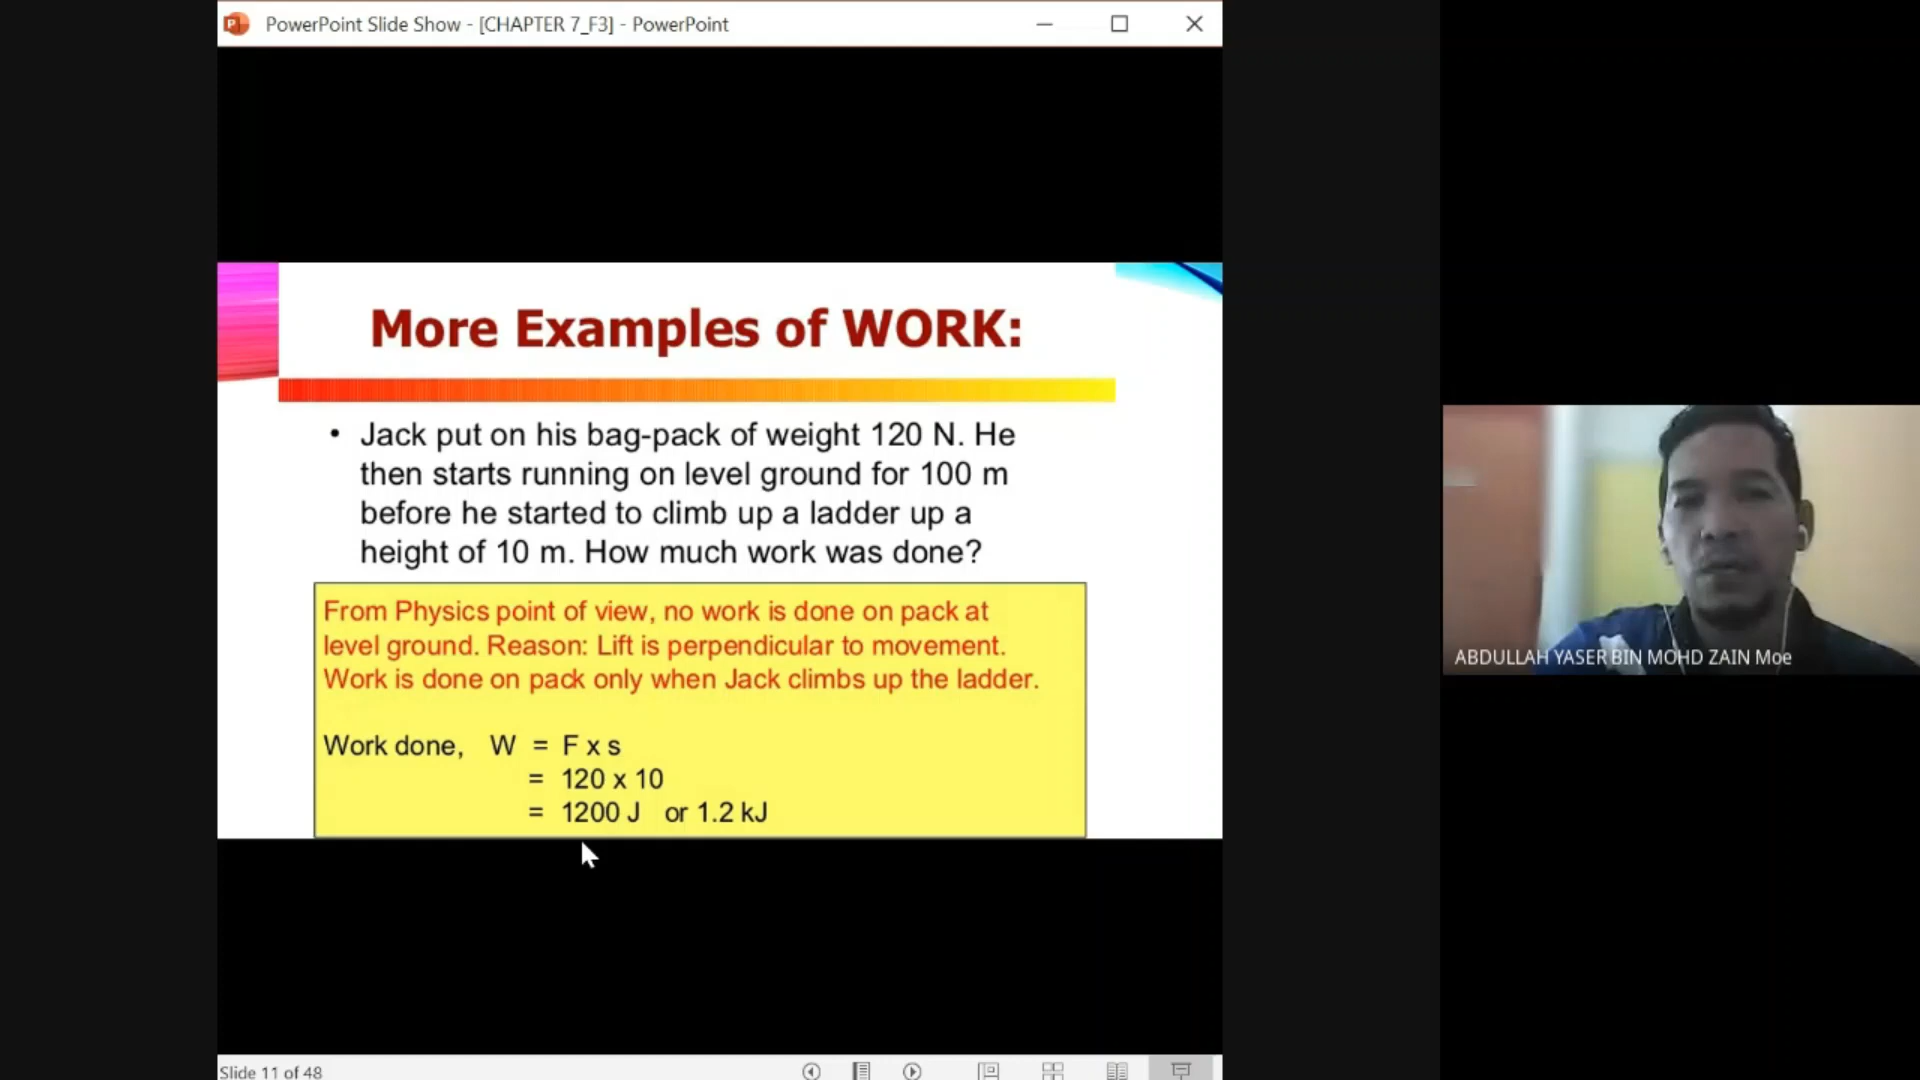 PowerPoint Slide Show - [CHAPTER 7_F3] - PowerPoint
More Examples of WORK:
• Jack put on his bag-pack of weight 120 N. He
then starts running on level ground for 100 m
before he started to climb up a ladder up a
height of 10 m. How much work was done?
From Physics point of view, no work is done on pack at
level ground. Reason: Lift is perpendicular to movement.
Work is done on pack only when Jack climbs up the ladder.
Work done, W = F x s
= 120 x 10
= 1200 J or 1.2 kJ
ABDULLAH YASER BIN MOHD ZAIN Moe
Slide 11 of 48